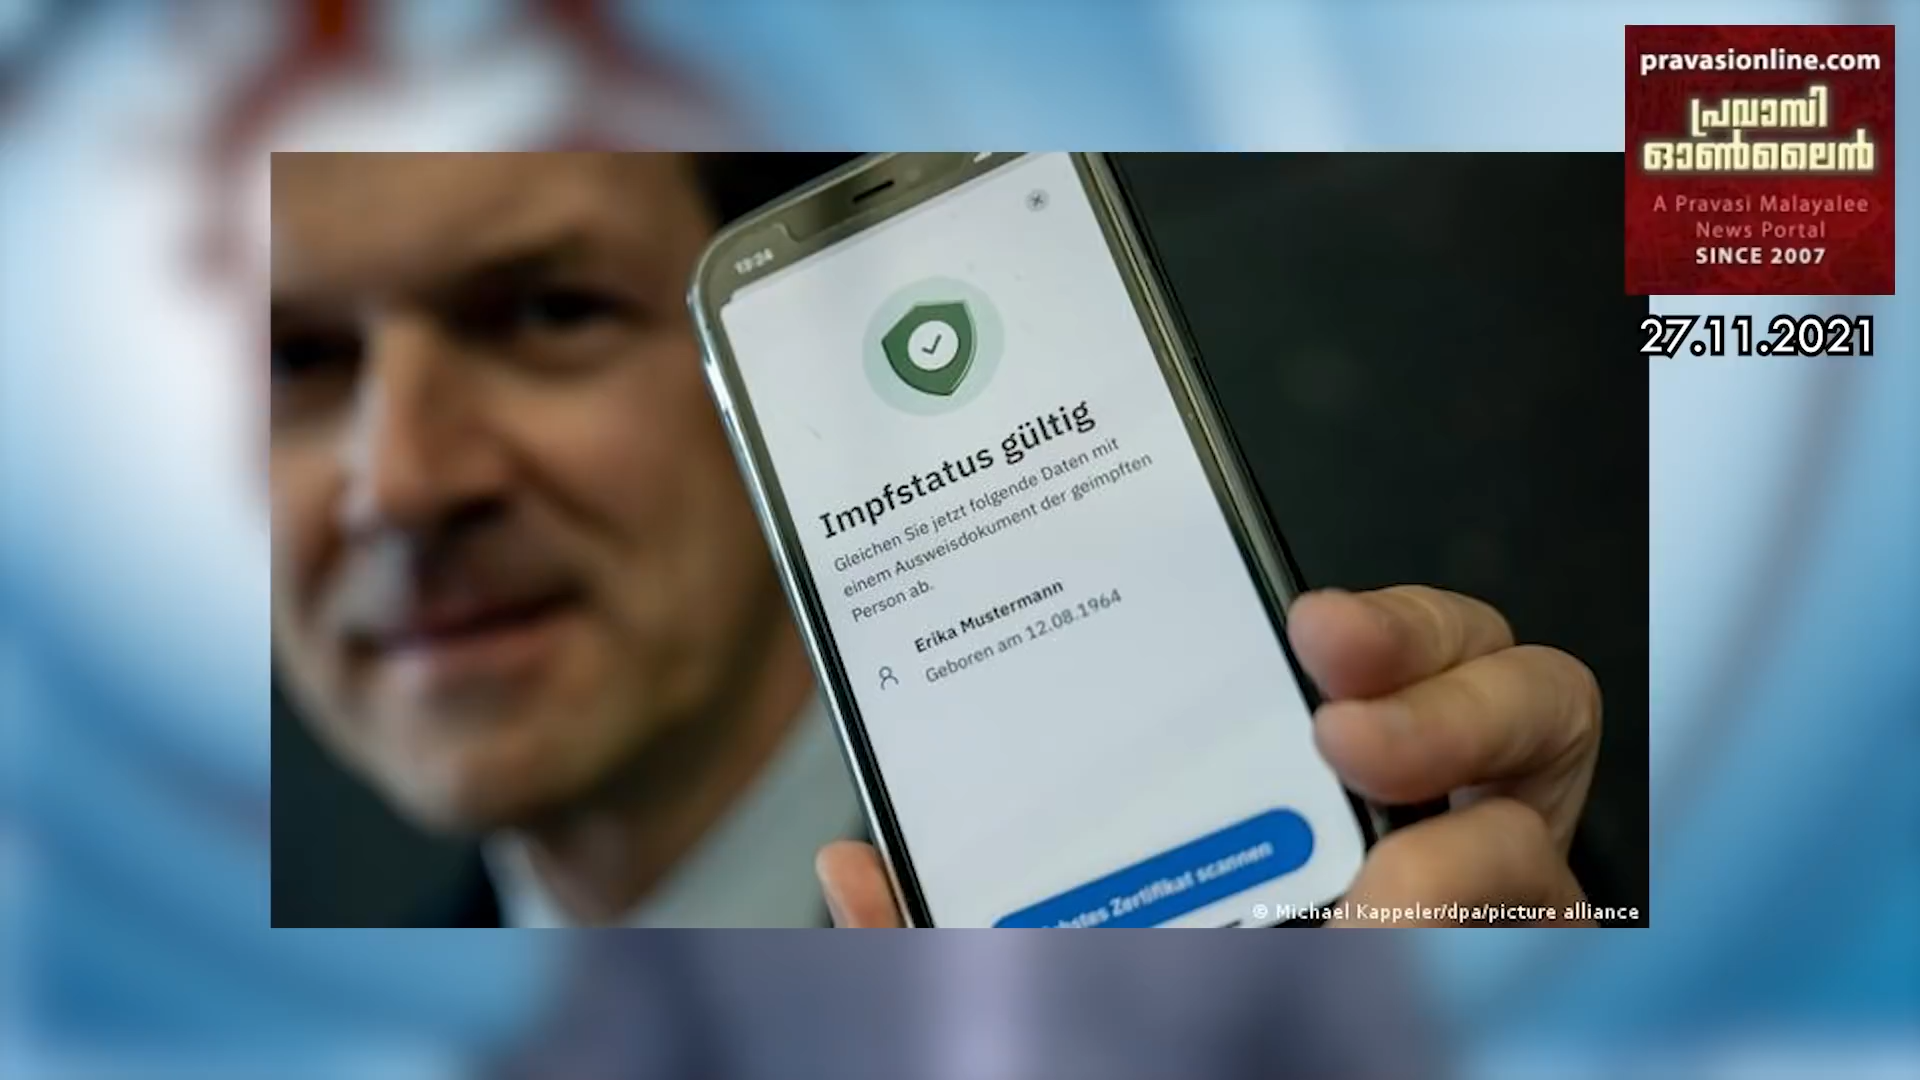 pravasionline.com
പ്രവാസി
ഓൺലൈൻ
A Pravasi Malayalee
News Portal
SINCE 2007
27.11.2021
13:24
Impfstatus gültig
Gleichen Sie jetzt folgende Daten mit
einem Ausweisdokument der geimpften
Person ab.
Erika Mustermann
Geboren am 12.08.1964
Zertifikat scannen
© Michael Kappeler/dpa/picture alliance